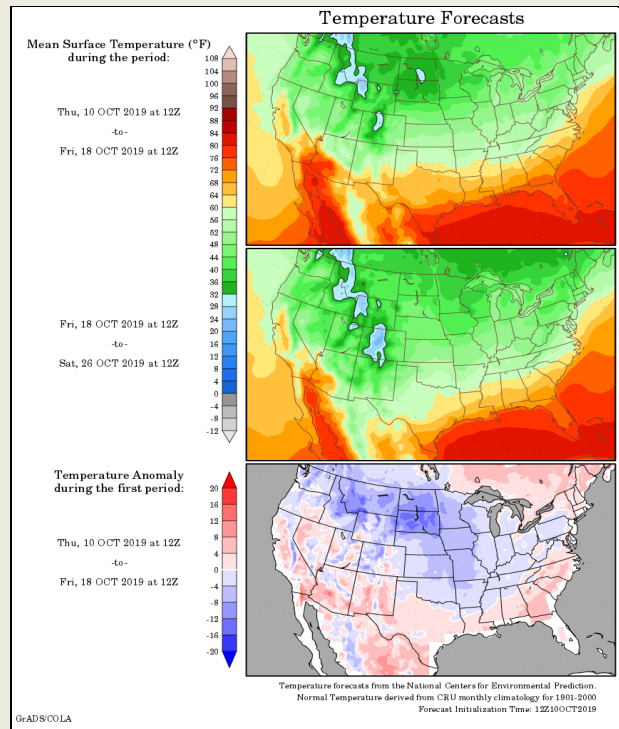 Temperature Forecasts
Mean Surface Temperature (°F)
during the period:
Thu, 10 OCT 2019 at 12Z
-to-
Fri, 18 OCT 2019 at 12Z
108
104
100
96
92
88
84
80
76
72
68
64
60
56
52
48
44
40
36
32
28
24
20
16
12
8
4
0
-4
-8
-12
Fri, 18 OCT 2019 at 12Z
-to-
Sat, 26 OCT 2019 at 12Z
Temperature Anomaly
during the first period:
Thu, 10 OCT 2019 at 12Z
-to-
Fri, 18 OCT 2019 at 12Z
20
16
12
8
4
0
-4
-8
-12
-16
-20
Temperature forecasts from the National Centers for Environmental Prediction.
Normal Temperature derived from CRU monthly climatology for 1901-2000
Forecast Initialization Time: 12Z10OCT2019
GrADS/COLA